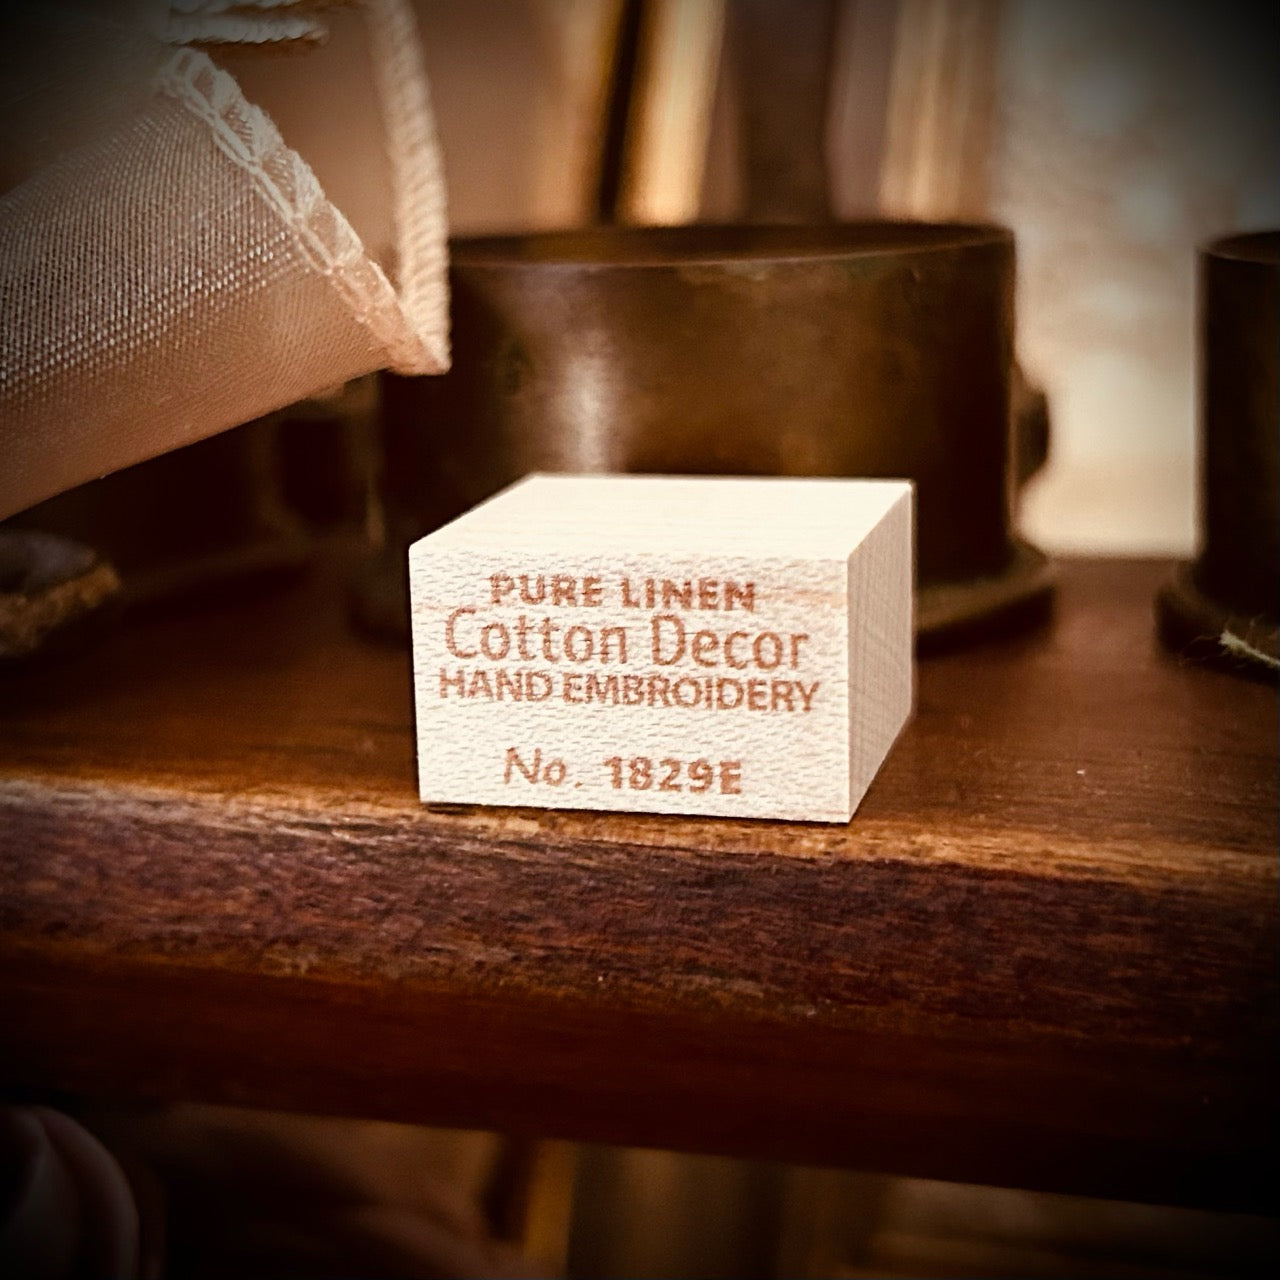 PURE LINEN
Cotton Decor
HAND EMBROIDERY
No. 1829E